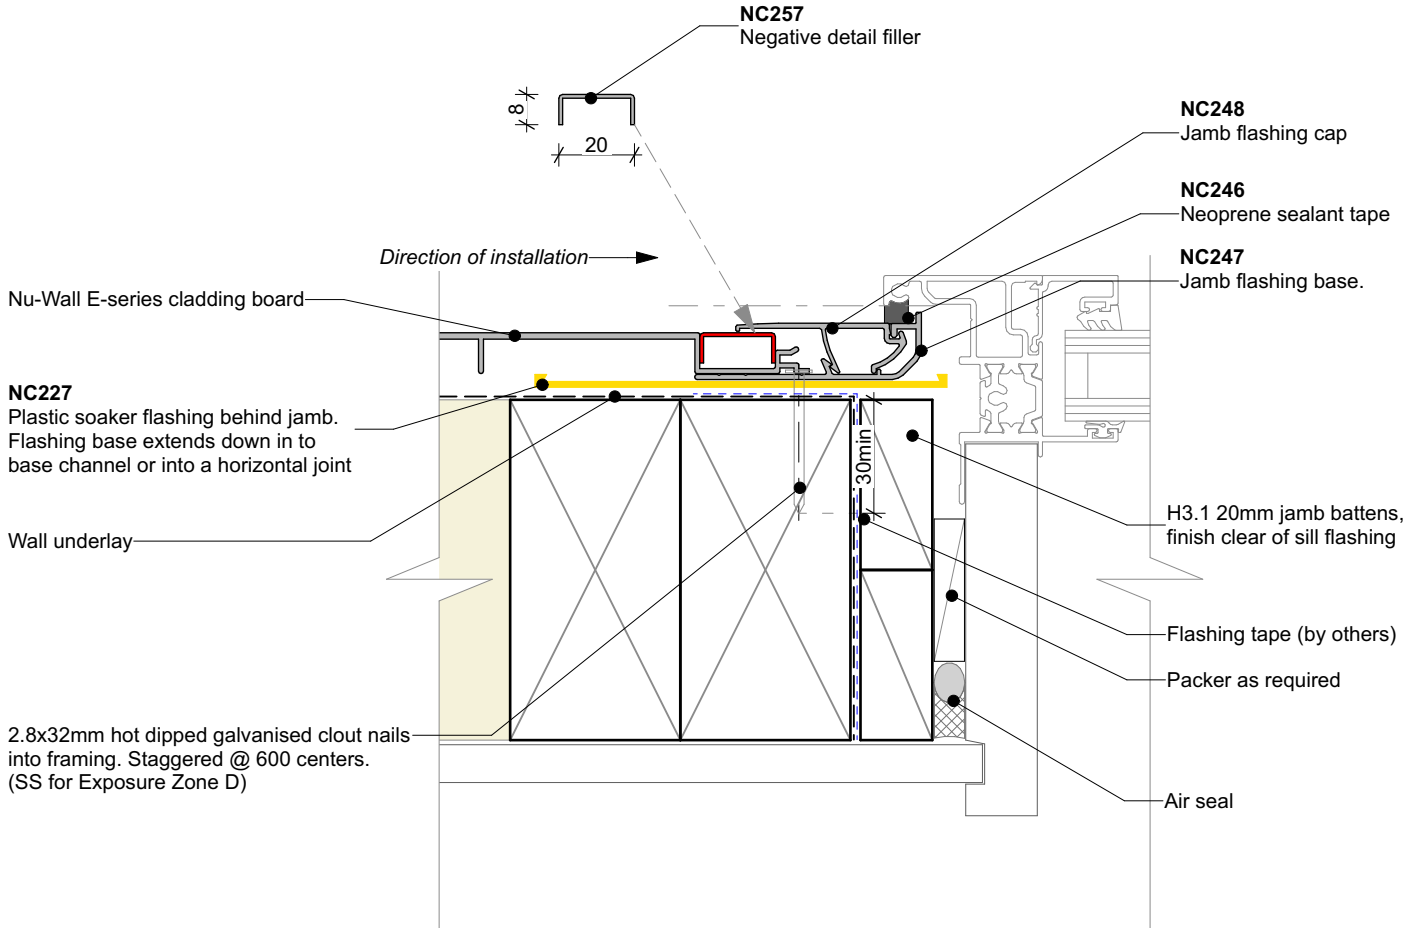 NC257
Negative detail filler
8
20
NC248
Jamb flashing cap
NC246
Neoprene sealant tape
NC247
Jamb flashing base.
Direction of installation
Nu-Wall E-series cladding board
NC227
Plastic soaker flashing behind jamb.
Flashing base extends down in to
base channel or into a horizontal joint
30min
Wall underlay
H3.1 20mm jamb battens,
finish clear of sill flashing
Flashing tape (by others)
Packer as required
2.8x32mm hot dipped galvanised clout nails
into framing. Staggered @ 600 centers.
(SS for Exposure Zone D)
Air seal